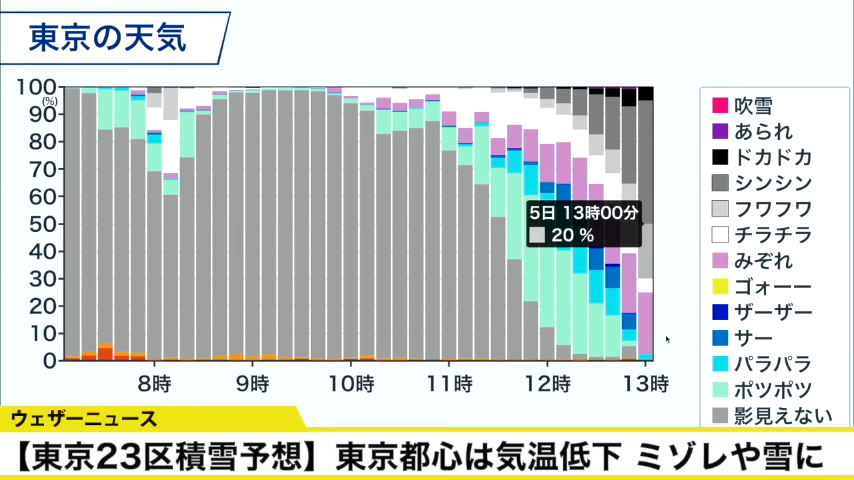 東京の天気
100
(%)
90
80
70
60
50
40
30
20
10
0
8時
9時
10時
11時
12時
13時
5日 13時00分
20 %
吹雪
あられ
ドカドカ
シンシン
フワフワ
チラチラ
みぞれ
ゴォーー
ザーザー
サー
パラパラ
ポツポツ
影見えない
ウェザーニュース
【東京23区積雪予想】東京都心は気温低下 ミゾレや雪に